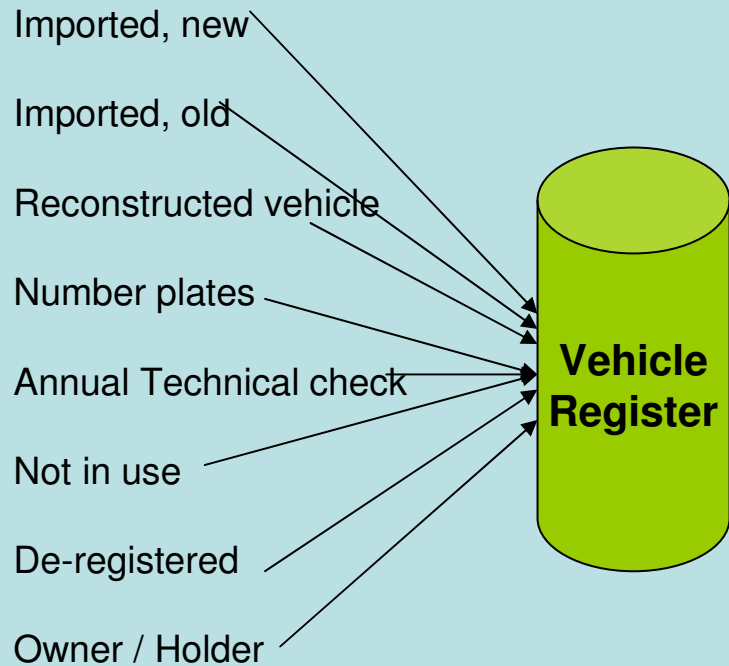 Imported, new
Imported, old
Reconstructed vehicle
Number plates
Annual Technical check
Not in use
De-registered
Owner / Holder
Vehicle
Register